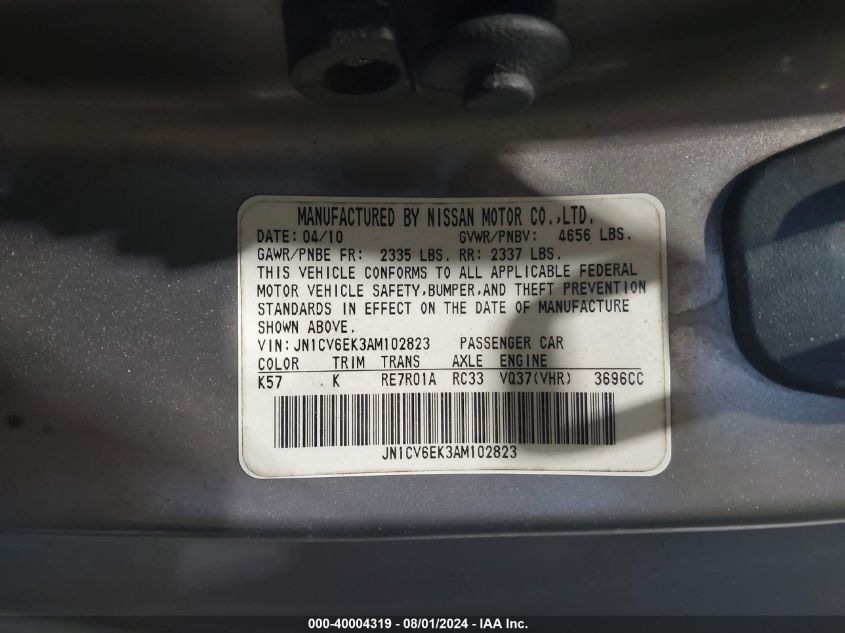 MANUFACTURED BY NISSAN MOTOR CO.,LTD.
DATE: 04/10 GVWR/PNBV: 4656 LBS.
GAWR/PNBE FR: 2335 LBS. RR: 2337 LBS.
THIS VEHICLE CONFORMS TO ALL APPLICABLE FEDERAL
MOTOR VEHICLE SAFETY,BUMPER,AND THEFT PREVENTION
STANDARDS IN EFFECT ON THE DATE OF MANUFACTURE
SHOWN ABOVE.
VIN:JN1CV6EK3AM102823 PASSENGER CAR
COLOR TRIM TRANS AXLE ENGINE
K57 K RE7R01A RC33 VQ37(VHR) 3696CC
JN1CV6EK3AM102823
000-40004319 - 08/01/2024 - IAA Inc.